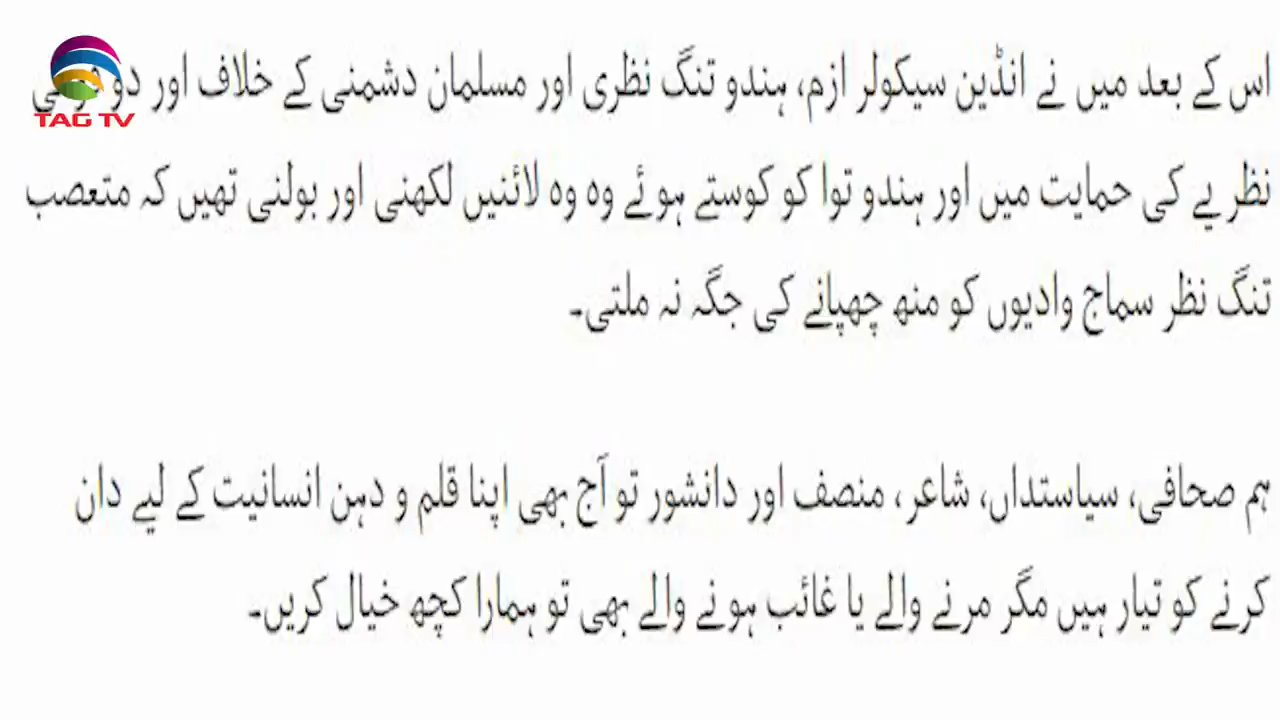 TAG TV
اس کے بعد میں نے انڈین سیکولر ازم، ہندو تنگ نظری اور مسلمان دشمنی کے خلاف اور دو
نظریے کی حمایت میں اور ہندو توا کو کوستے ہوئے وہ وہ لائنیں لکھنی اور بولنی تھیں کہ متعصب
تنگ نظر سماج وادیوں کو منھ چھپانے کی جگہ نہ ملتی۔
ہم صحافی، سیاستداں، شاعر، منصف اور دانشور تو آج بھی اپنا قلم و دہن انسانیت کے لیے دان
کرنے کو تیار ہیں مگر مرنے والے یا غائب ہونے والے بھی تو ہمارا کچھ خیال کریں۔